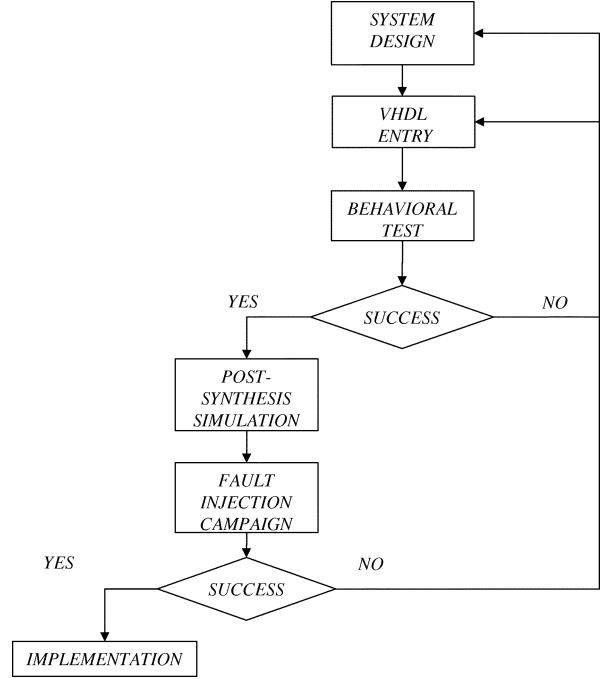 SYSTEM
DESIGN
VHDL
ENTRY
BEHAVIORAL
TEST
YES
NO
SUCCESS
POST-
SYNTHESIS
SIMULATION
FAULT
INJECTION
CAMPAIGN
YES
NO
SUCCESS
IMPLEMENTATION